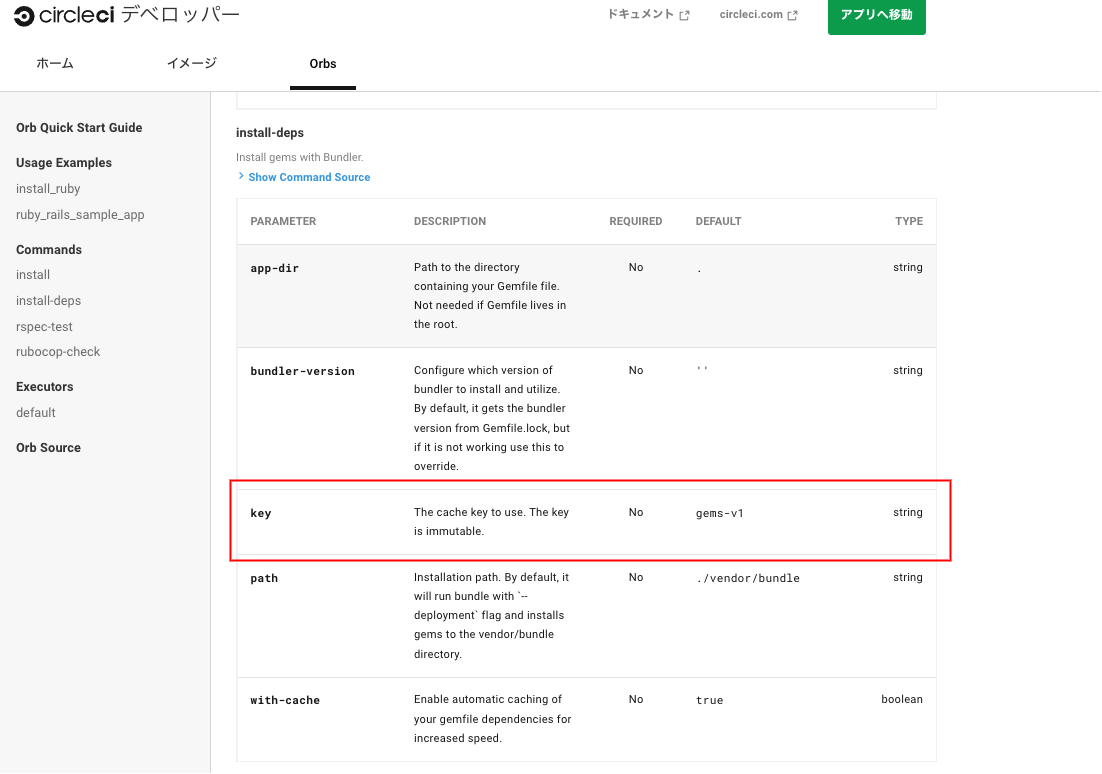 circleci デベロッパー
ドキュメント
circleci.com
アプリへ移動
ホーム
イメージ
Orbs
Orb Quick Start Guide
Usage Examples
install_ruby
ruby_rails_sample_app
Commands
install
install-deps
rspec-test
rubocop-check
Executors
default
Orb Source
install-deps
Install gems with Bundler.
Show Command Source
PARAMETER DESCRIPTION REQUIRED DEFAULT TYPE
app-dir Path to the directory No . string
containing your Gemfile file.
Not needed if Gemfile lives in
the root.
bundler-version Configure which version of No '' string
bundler to install and utilize.
By default, it gets the bundler
version from Gemfile.lock, but
if it is not working use this to
override.
key The cache key to use. The key No gems-v1 string
is immutable.
path Installation path. By default, it No ./vendor/bundle string
will run bundle with `--
deployment` flag and installs
gems to the vendor/bundle
directory.
with-cache Enable automatic caching of No true boolean
your gemfile dependencies for
increased speed.